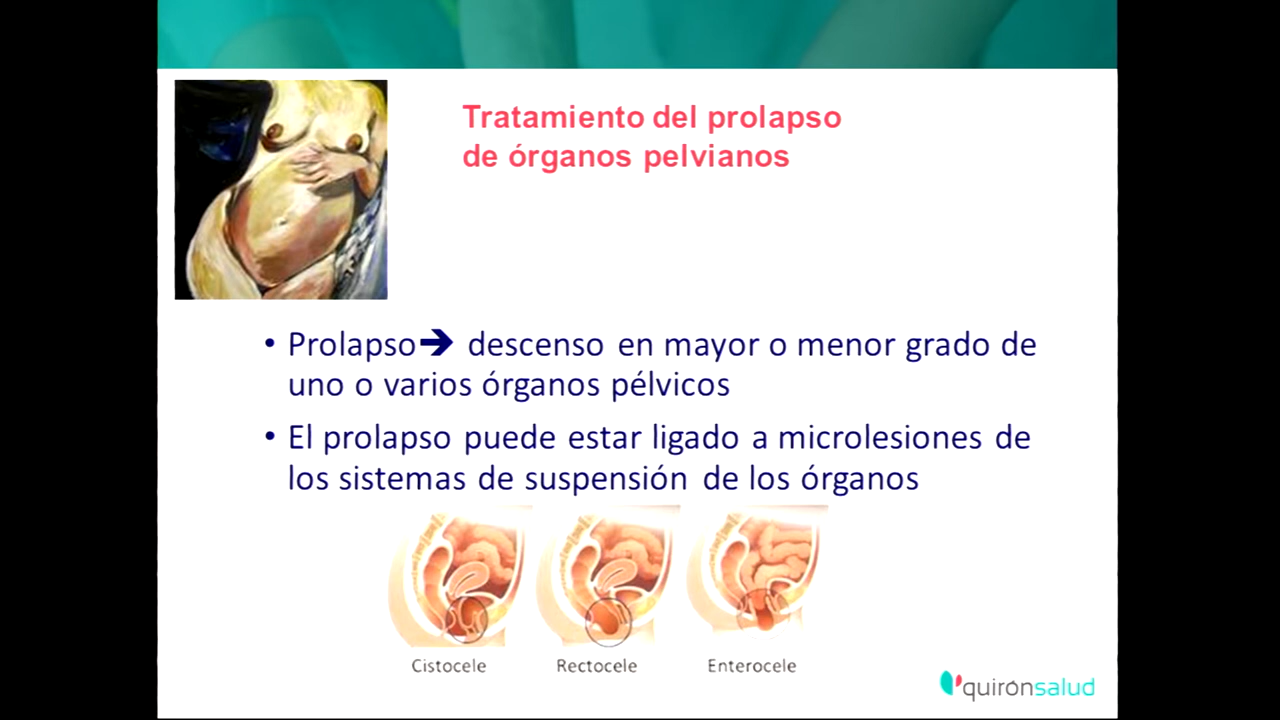 Tratamiento del prolapso
de órganos pelvianos
• Prolapso➔ descenso en mayor o menor grado de
uno o varios órganos pélvicos
• El prolapso puede estar ligado a microlesiones de
los sistemas de suspensión de los órganos
Cistocele Rectocele Enterocele
quirónsalud